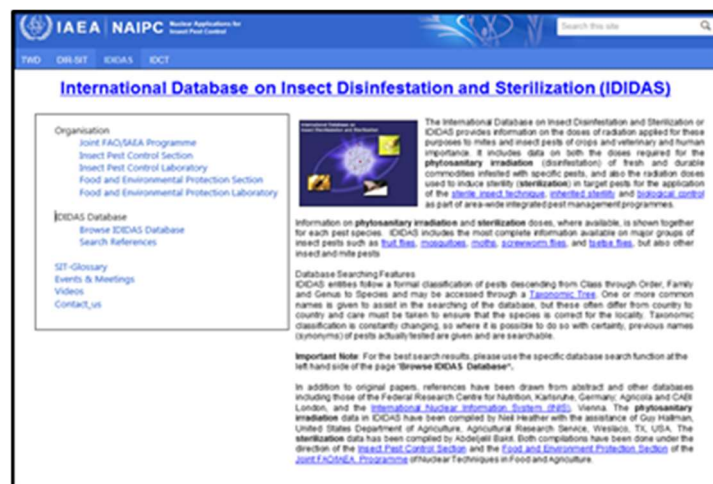 IAEA NAIPC Nuclear Applications for
Insect Pest Control
Search this site
TWD DIR-SIT IDIDAS IDCT
International Database on Insect Disinfestation and Sterilization (IDIDAS)
Organisation
Joint FAO/IAEA Programme
Insect Pest Control Section
Insect Pest Control Laboratory
Food and Environmental Protection Section
Food and Environmental Protection Laboratory
IDIDAS Database
Browse IDIDAS Database
Search References
SIT-Glossary
Events & Meetings
Videos
Contact_us
International Database on
Insect Disinfestation and Sterilization
The International Database on Insect Disinfestation and Sterilization or
IDIDAS provides information on the doses of radiation applied for these
purposes to mites and insect pests of crops and veterinary and human
importance. It includes data on both the doses required for the
phytosanitary irradiation (disinfestation) of fresh and durable
commodities infested with specific pests, and also the radiation doses
used to induce sterility (sterilization) in target pests for the application
of the sterile insect technique, inherited sterility and biological control
as part of area-wide integrated pest management programmes.
Information on phytosanitary irradiation and sterilization doses, where available, is shown together
for each pest species. IDIDAS includes the most complete information available on major groups of
insect pests such as fruit flies, mosquitoes, moths, screwworm flies, and tsetse flies, but also other
insect and mite pests
Database Searching Features
IDIDAS entities follow a formal classification of pests descending from Class through Order, Family
and Genus to Species and may be accessed through a Taxonomic Tree. One or more common
names is given to assist in the searching of the database, but these often differ from country to
country and care must be taken to ensure that the species is correct for the locality. Taxonomic
classification is constantly changing, so where it is possible to do so with certainty, previous names
(synonyms) of pests actually tested are given and are searchable.
Important Note: For the best search results, please use the specific database search function at the
left hand side of the page "Browse IDIDAS Database".
In addition to original papers, references have been drawn from abstract and other databases
including those of the Federal Research Centre for Nutrition, Karlsruhe, Germany; Agricola and CABI
London, and the International Nuclear Information System (INIS), Vienna. The phytosanitary
irradiation data in IDIDAS have been compiled by Neil Heather with the assistance of Guy Hallman,
United States Department of Agriculture, Agricultural Research Service, Weslaco, TX, USA. The
sterilization data has been compiled by Abdeljelil Bakri. Both compilations have been done under the
direction of the Insect Pest Control Section and the Food and Environment Protection Section of the
Joint FAO/IAEA Programme of Nuclear Techniques in Food and Agriculture.